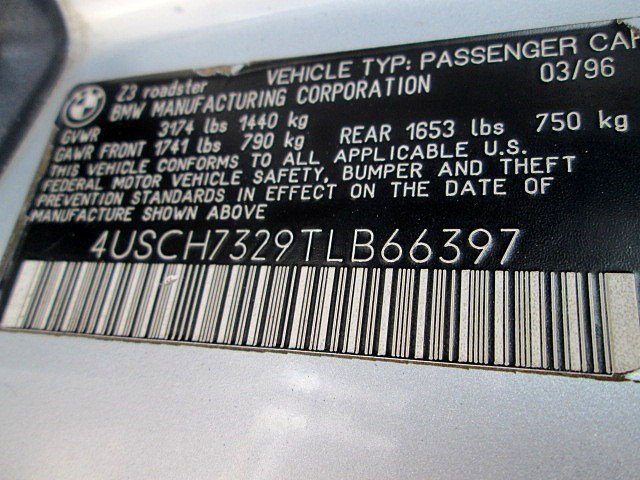 BMW
Z3 roadster VEHICLE TYP: PASSENGER CAR
BMW MANUFACTURING CORPORATION 03/96
GVWR 3174 lbs 1440 kg
GAWR FRONT 1741 lbs 790 kg REAR 1653 lbs 750 kg
THIS VEHICLE CONFORMS TO ALL APPLICABLE U.S.
FEDERAL MOTOR VEHICLE SAFETY, BUMPER AND THEFT
PREVENTION STANDARDS IN EFFECT ON THE DATE OF
MANUFACTURE SHOWN ABOVE
4USCH7329TLB66397